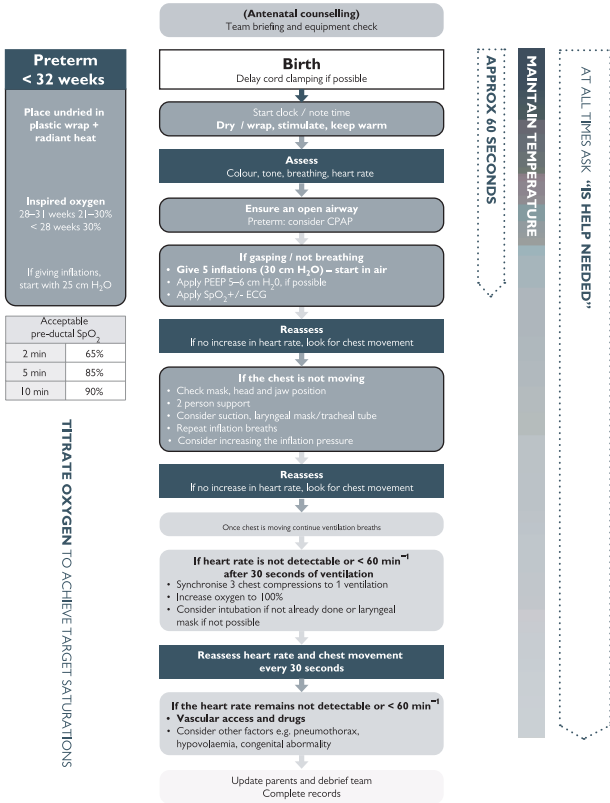 (Antenatal counselling)
Team briefing and equipment check
Preterm
< 32 weeks
Place undried in
plastic wrap +
radiant heat
Inspired oxygen
28–31 weeks 21–30%
< 28 weeks 30%
If giving inflations,
start with 25 cm H₂O
Acceptable
pre-ductal SpO₂
2 min 65%
5 min 85%
10 min 90%
TITRATE OXYGEN TO ACHIEVE TARGET SATURATIONS
Birth
Delay cord clamping if possible
Start clock / note time
Dry / wrap, stimulate, keep warm
Assess
Colour, tone, breathing, heart rate
Ensure an open airway
Preterm: consider CPAP
If gasping / not breathing
• Give 5 inflations (30 cm H₂O) – start in air
• Apply PEEP 5–6 cm H₂0, if possible
• Apply SpO₂ +/- ECG
Reassess
If no increase in heart rate, look for chest movement
If the chest is not moving
• Check mask, head and jaw position
• 2 person support
• Consider suction, laryngeal mask/tracheal tube
• Repeat inflation breaths
• Consider increasing the inflation pressure
Reassess
If no increase in heart rate, look for chest movement
Once chest is moving continue ventilation breaths
If heart rate is not detectable or < 60 min⁻¹
after 30 seconds of ventilation
• Synchronise 3 chest compressions to 1 ventilation
• Increase oxygen to 100%
• Consider intubation if not already done or laryngeal
mask if not possible
Reassess heart rate and chest movement
every 30 seconds
If the heart rate remains not detectable or < 60 min⁻¹
• Vascular access and drugs
• Consider other factors e.g. pneumothorax,
hypovolaemia, congenital abormality
Update parents and debrief team
Complete records
APPROX 60 SECONDS
MAINTAIN TEMPERATURE
AT ALL TIMES ASK “IS HELP NEEDED”